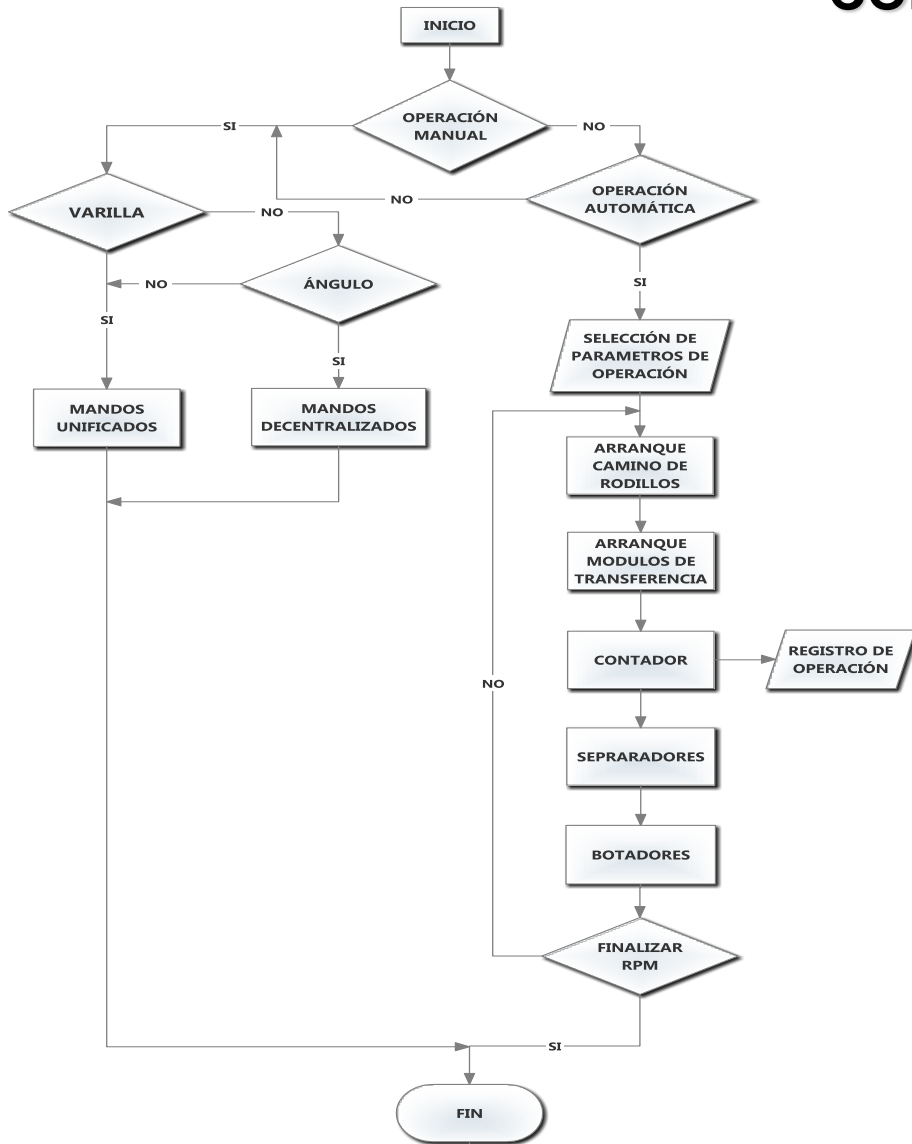 INICIO
OPERACIÓN
MANUAL
SI
NO
OPERACIÓN
AUTOMÁTICA
NO
VARILLA
NO
ÁNGULO
NO
SI
SI
SI
SELECCIÓN DE
PARAMETROS DE
OPERACIÓN
MANDOS
UNIFICADOS
MANDOS
DECENTRALIZADOS
ARRANQUE
CAMINO DE
RODILLOS
ARRANQUE
MODULOS DE
TRANSFERENCIA
CONTADOR
REGISTRO DE
OPERACIÓN
NO
SEPRARADORES
BOTADORES
FINALIZAR
RPM
SI
FIN